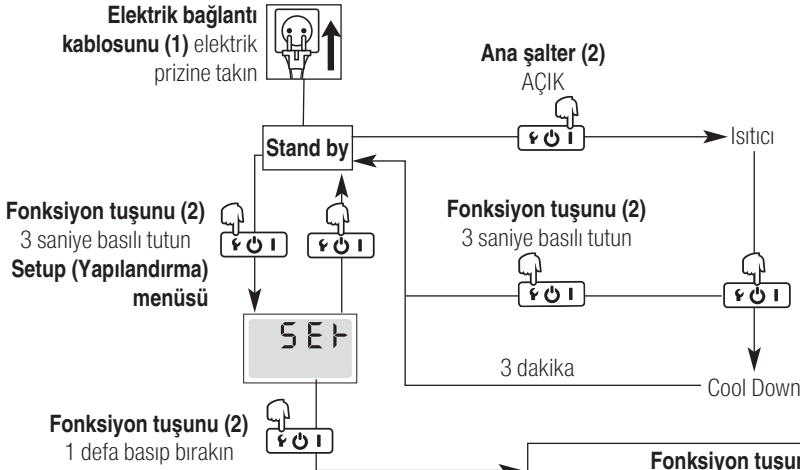 Elektrik bağlantı
kablosunu (1) elektrik
prizine takın
Ana şalter (2)
AÇIK
Stand by
Isıtıcı
Fonksiyon tuşunu (2)
3 saniye basılı tutun
Setup (Yapılandırma)
menüsü
Fonksiyon tuşunu (2)
3 saniye basılı tutun
SEt
3 dakika
Cool Down
Fonksiyon tuşunu (2)
1 defa basıp bırakın
Fonksiyon